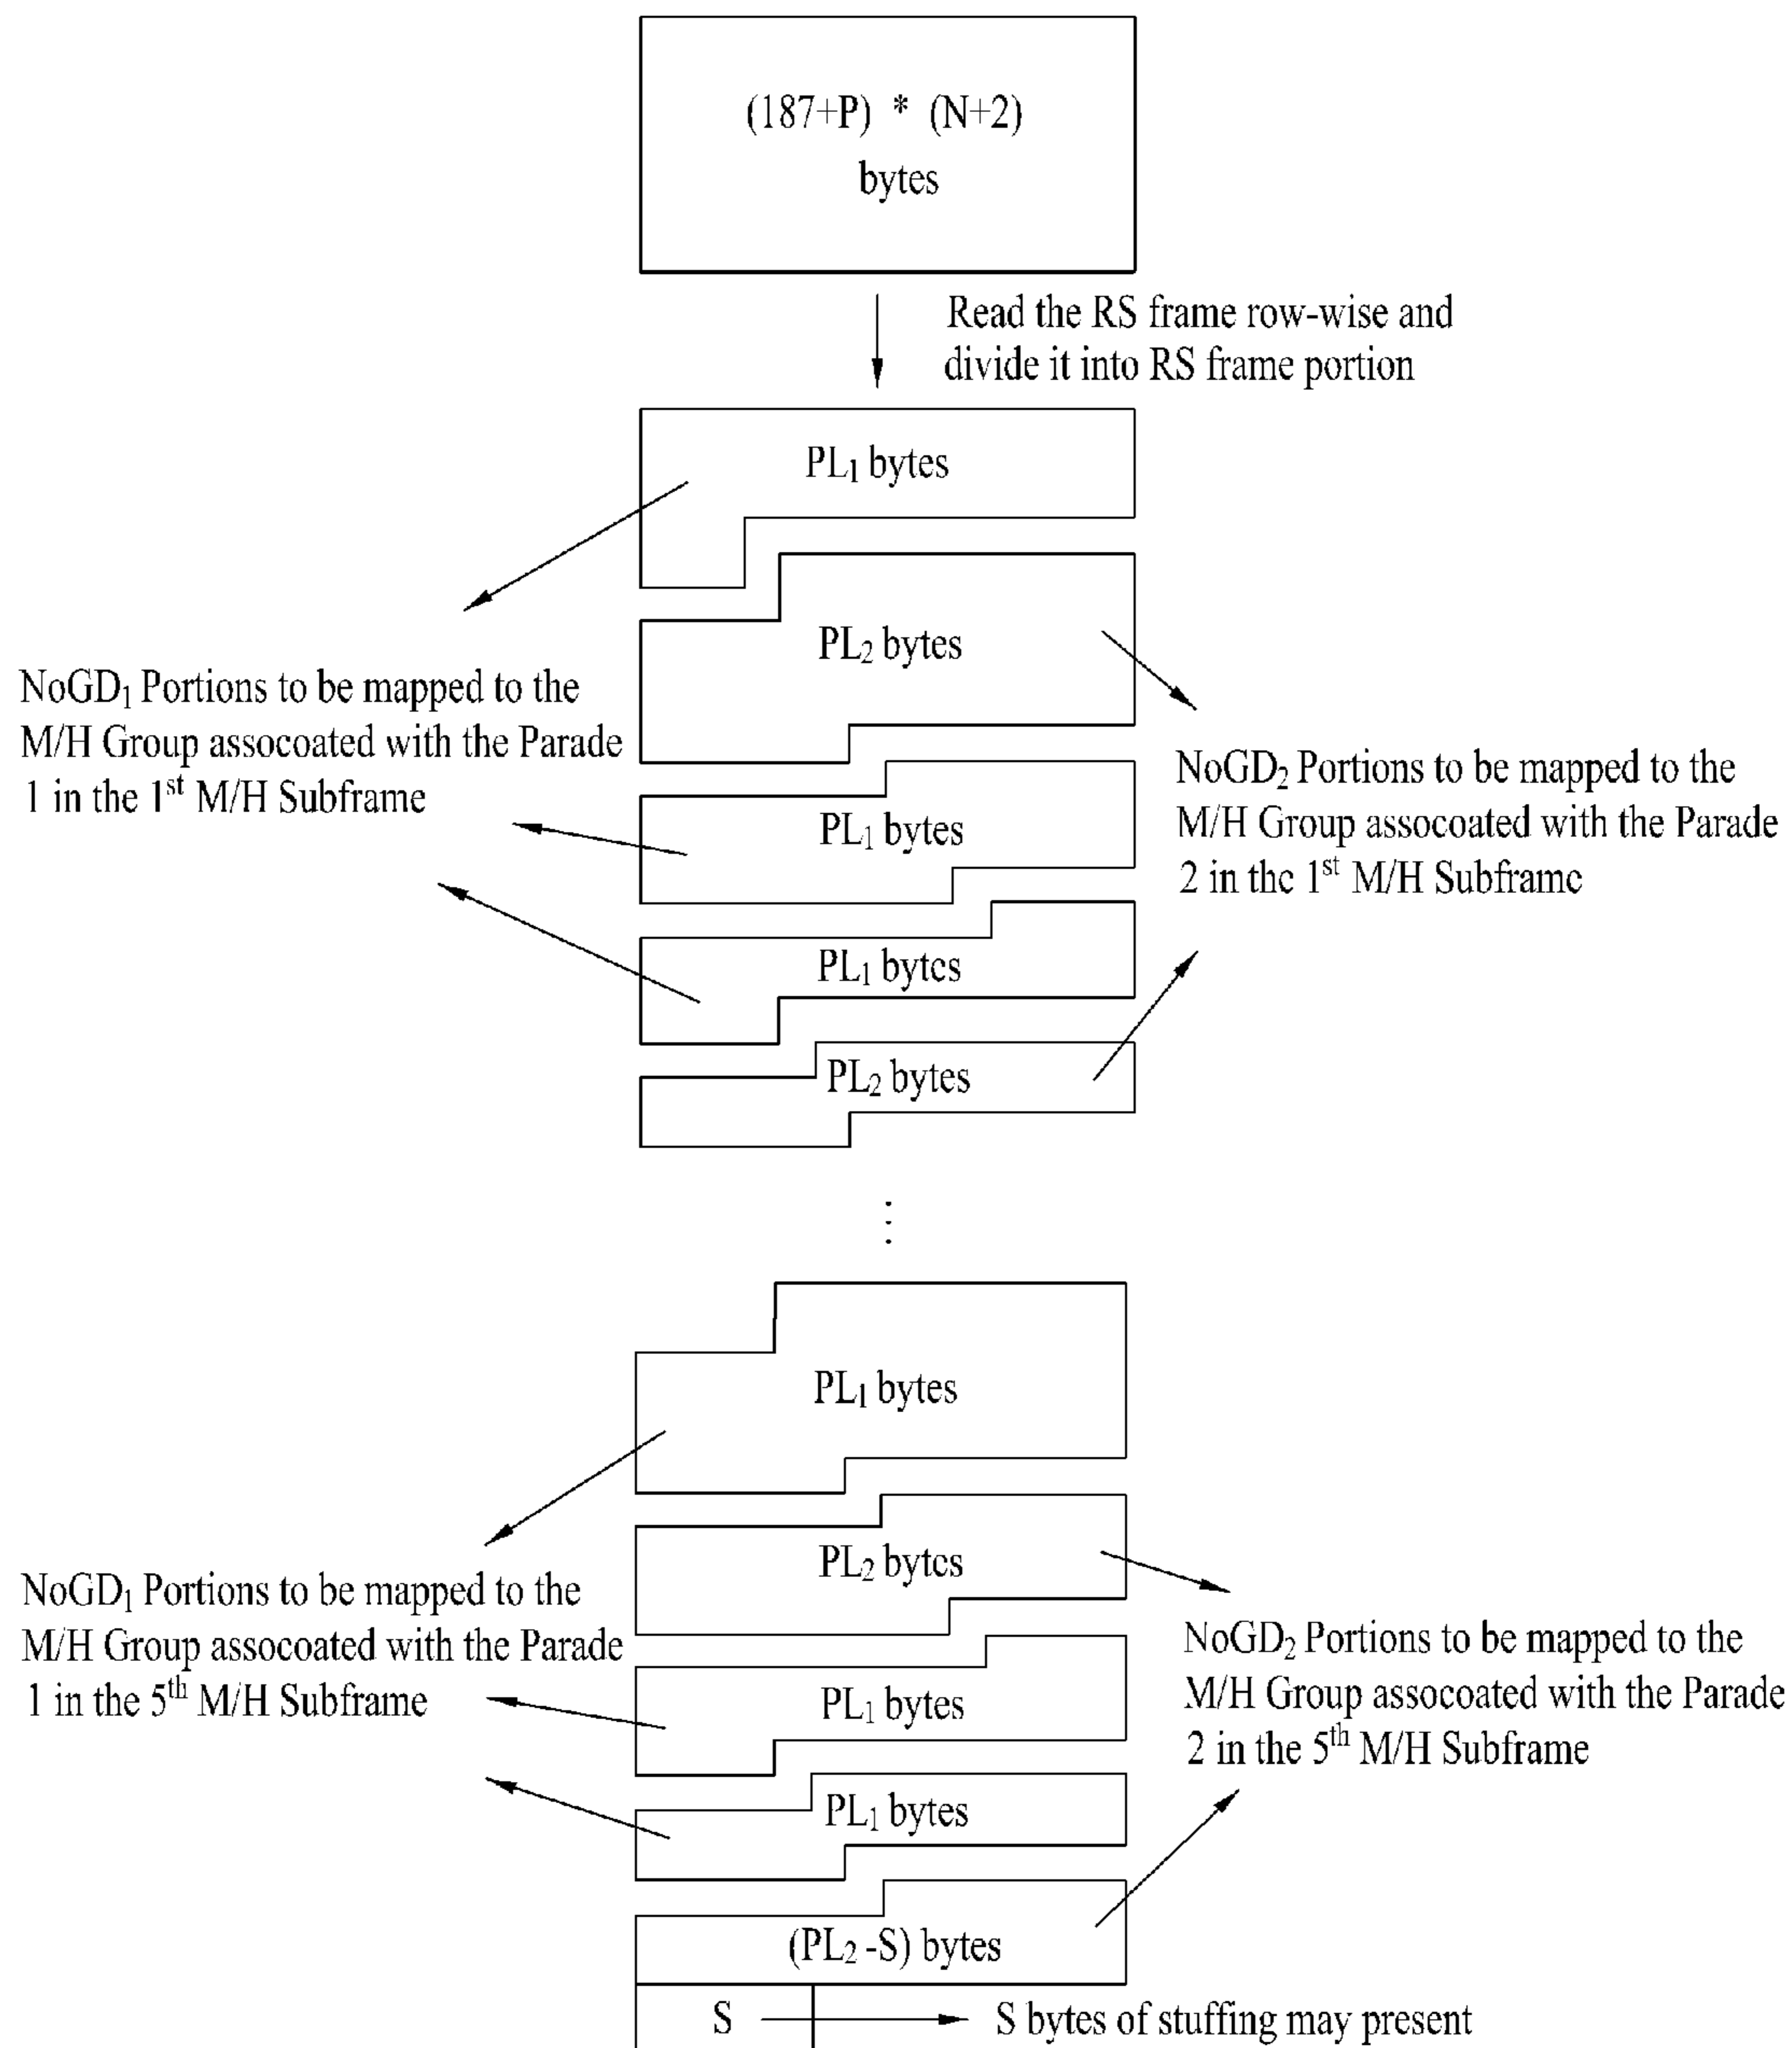 (187+P) * (N+2)
bytes
Read the RS frame row-wise and
divide it into RS frame portion
PL₁ bytes
PL₂ bytes
NoGD₁ Portions to be mapped to the
M/H Group assocoated with the Parade
1 in the 1st M/H Subframe
PL₁ bytes
NoGD₂ Portions to be mapped to the
M/H Group assocoated with the Parade
2 in the 1st M/H Subframe
PL₁ bytes
PL₂ bytes
⋮
PL₁ bytes
PL₂ bytes
NoGD₁ Portions to be mapped to the
M/H Group assocoated with the Parade
1 in the 5th M/H Subframe
PL₁ bytes
NoGD₂ Portions to be mapped to the
M/H Group assocoated with the Parade
2 in the 5th M/H Subframe
PL₁ bytes
(PL₂ -S) bytes
S
S bytes of stuffing may present